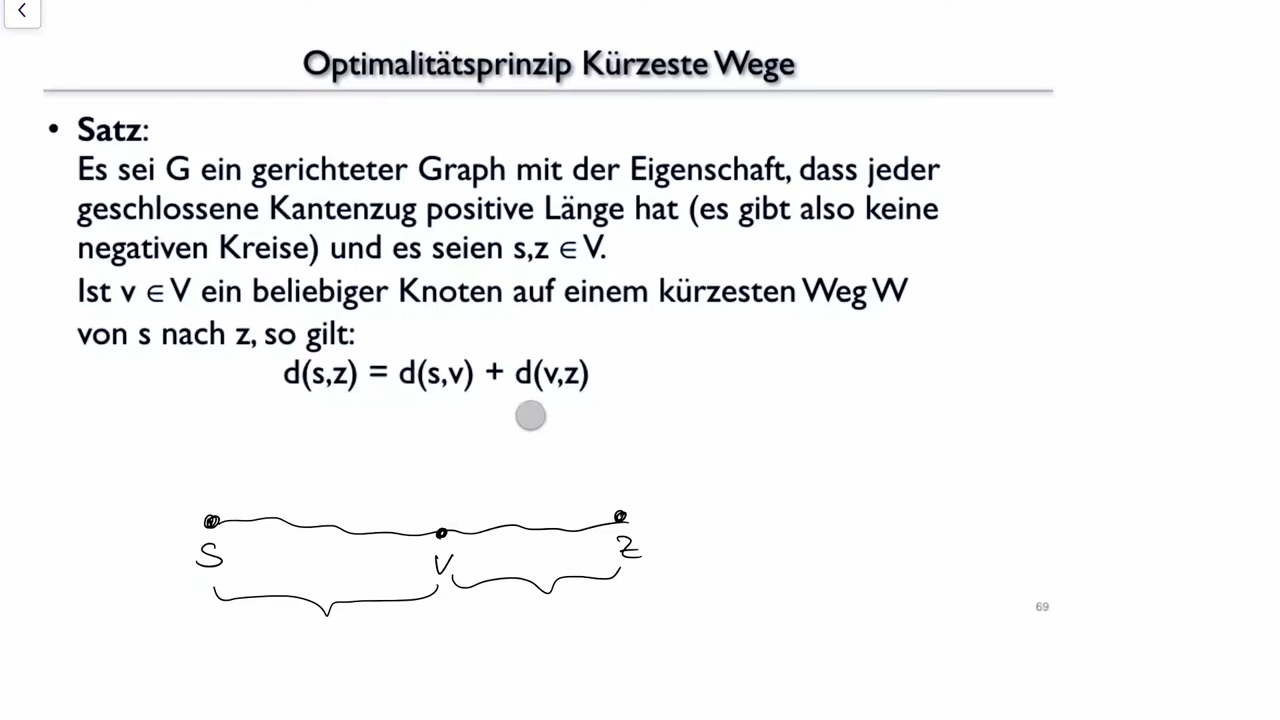 Optimalitätsprinzip Kürzeste Wege
• Satz:
Es sei G ein gerichteter Graph mit der Eigenschaft, dass jeder
geschlossene Kantenzug positive Länge hat (es gibt also keine
negativen Kreise) und es seien s,z ∈ V.
Ist v ∈ V ein beliebiger Knoten auf einem kürzesten Weg W
von s nach z, so gilt:
d(s,z) = d(s,v) + d(v,z)
S v z
69